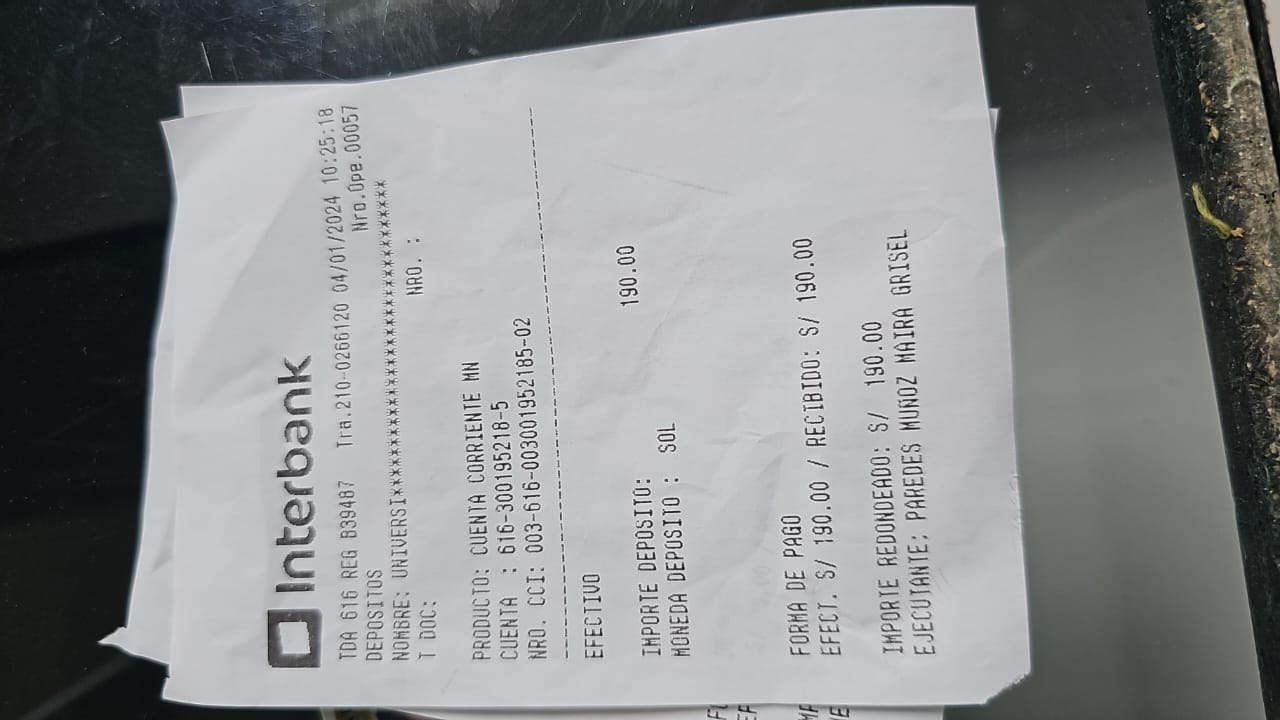 Interbank
TDA 616 REG B39487 Tra.210-0266120 04/01/2024 10:25:18
DEPOSITOS Nro.Ope.00057
NOMBRE: UNIVERSI**************************************
T DOC: NRO. :
PRODUCTO: CUENTA CORRIENTE MN
CUENTA : 616-300195218-5
NRO. CCI: 003-616-003001952185-02
EFECTIVO
190.00
IMPORTE DEPOSITO:
MONEDA DEPOSITO : SOL
FORMA DE PAGO
EFECT. S/ 190.00 / RECIBIDO: S/ 190.00
IMPORTE REDONDEADO: S/ 190.00
EJECUTANTE: PAREDES MUÑOZ MAIRA GRISEL